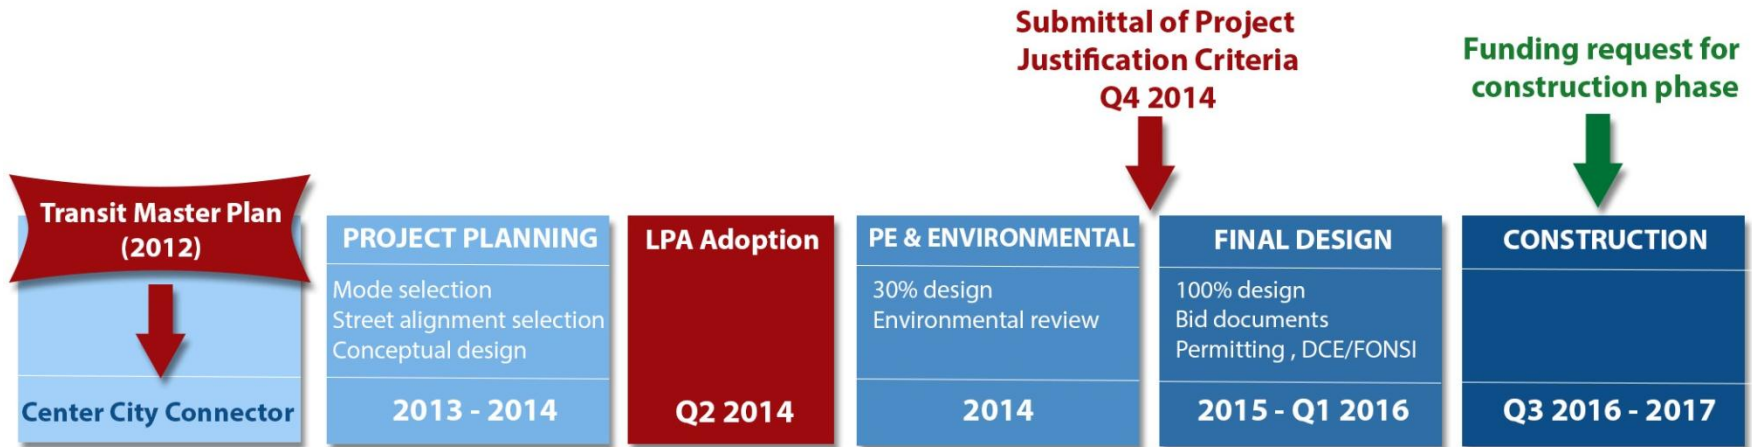 Submittal of Project
Justification Criteria
Q4 2014
Funding request for
construction phase
Transit Master Plan
(2012)
Center City Connector
PROJECT PLANNING
Mode selection
Street alignment selection
Conceptual design
2013 - 2014
LPA Adoption
Q2 2014
PE & ENVIRONMENTAL
30% design
Environmental review
2014
FINAL DESIGN
100% design
Bid documents
Permitting , DCE/FONSI
2015 - Q1 2016
CONSTRUCTION
Q3 2016 - 2017